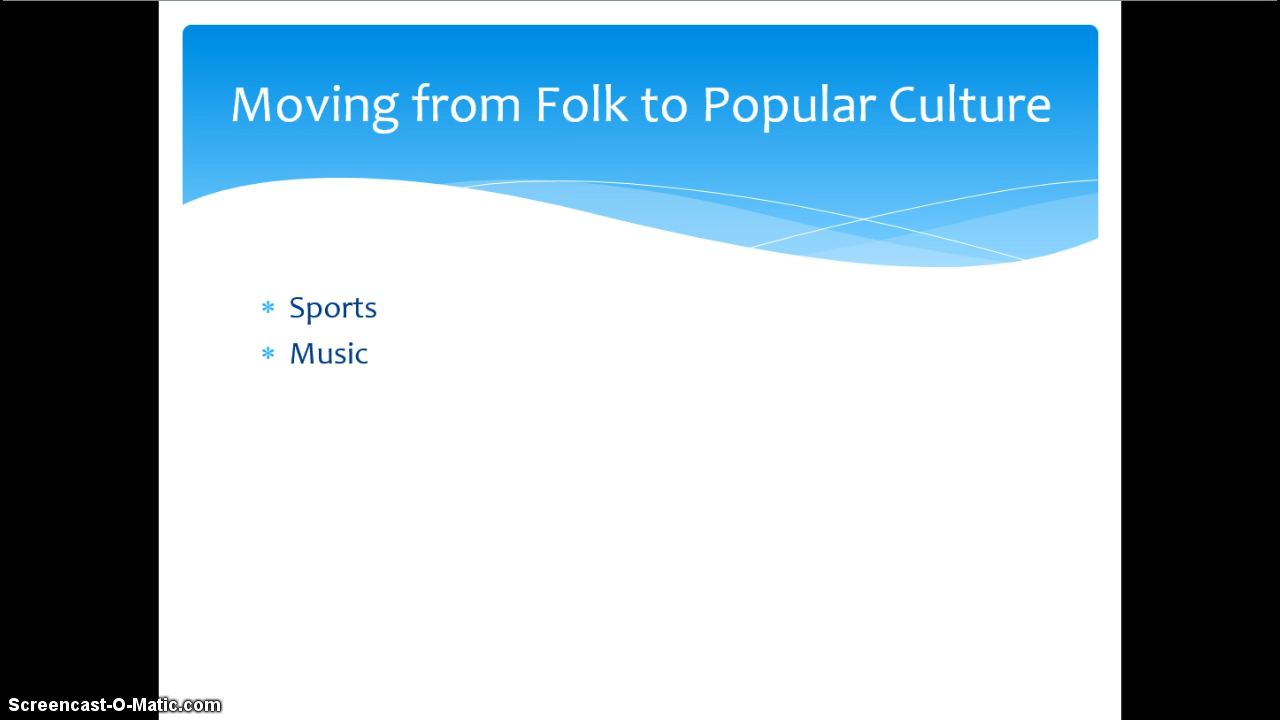 Moving from Folk to Popular Culture
* Sports
* Music
Screencast-O-Matic.com